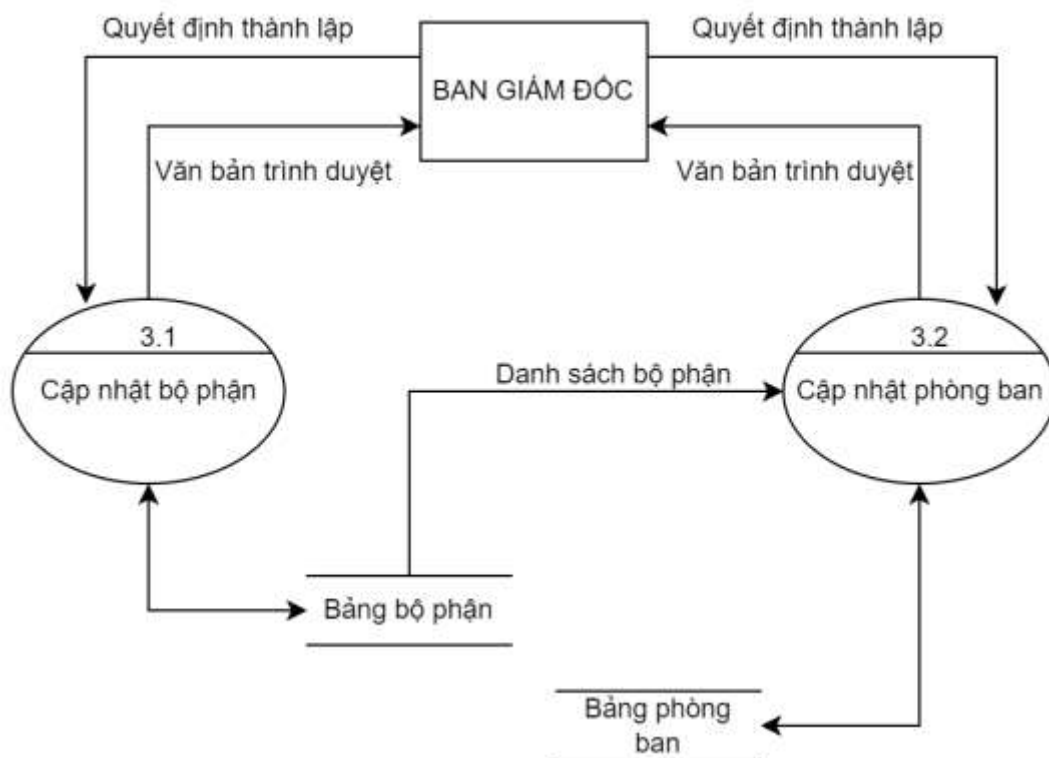 Quyết định thành lập
Quyết định thành lập
BAN GIÁM ĐỐC
Văn bản trình duyệt
Văn bản trình duyệt
3.1
Cập nhật bộ phận
3.2
Cập nhật phòng ban
Danh sách bộ phận
Bảng bộ phận
Bảng phòng
ban